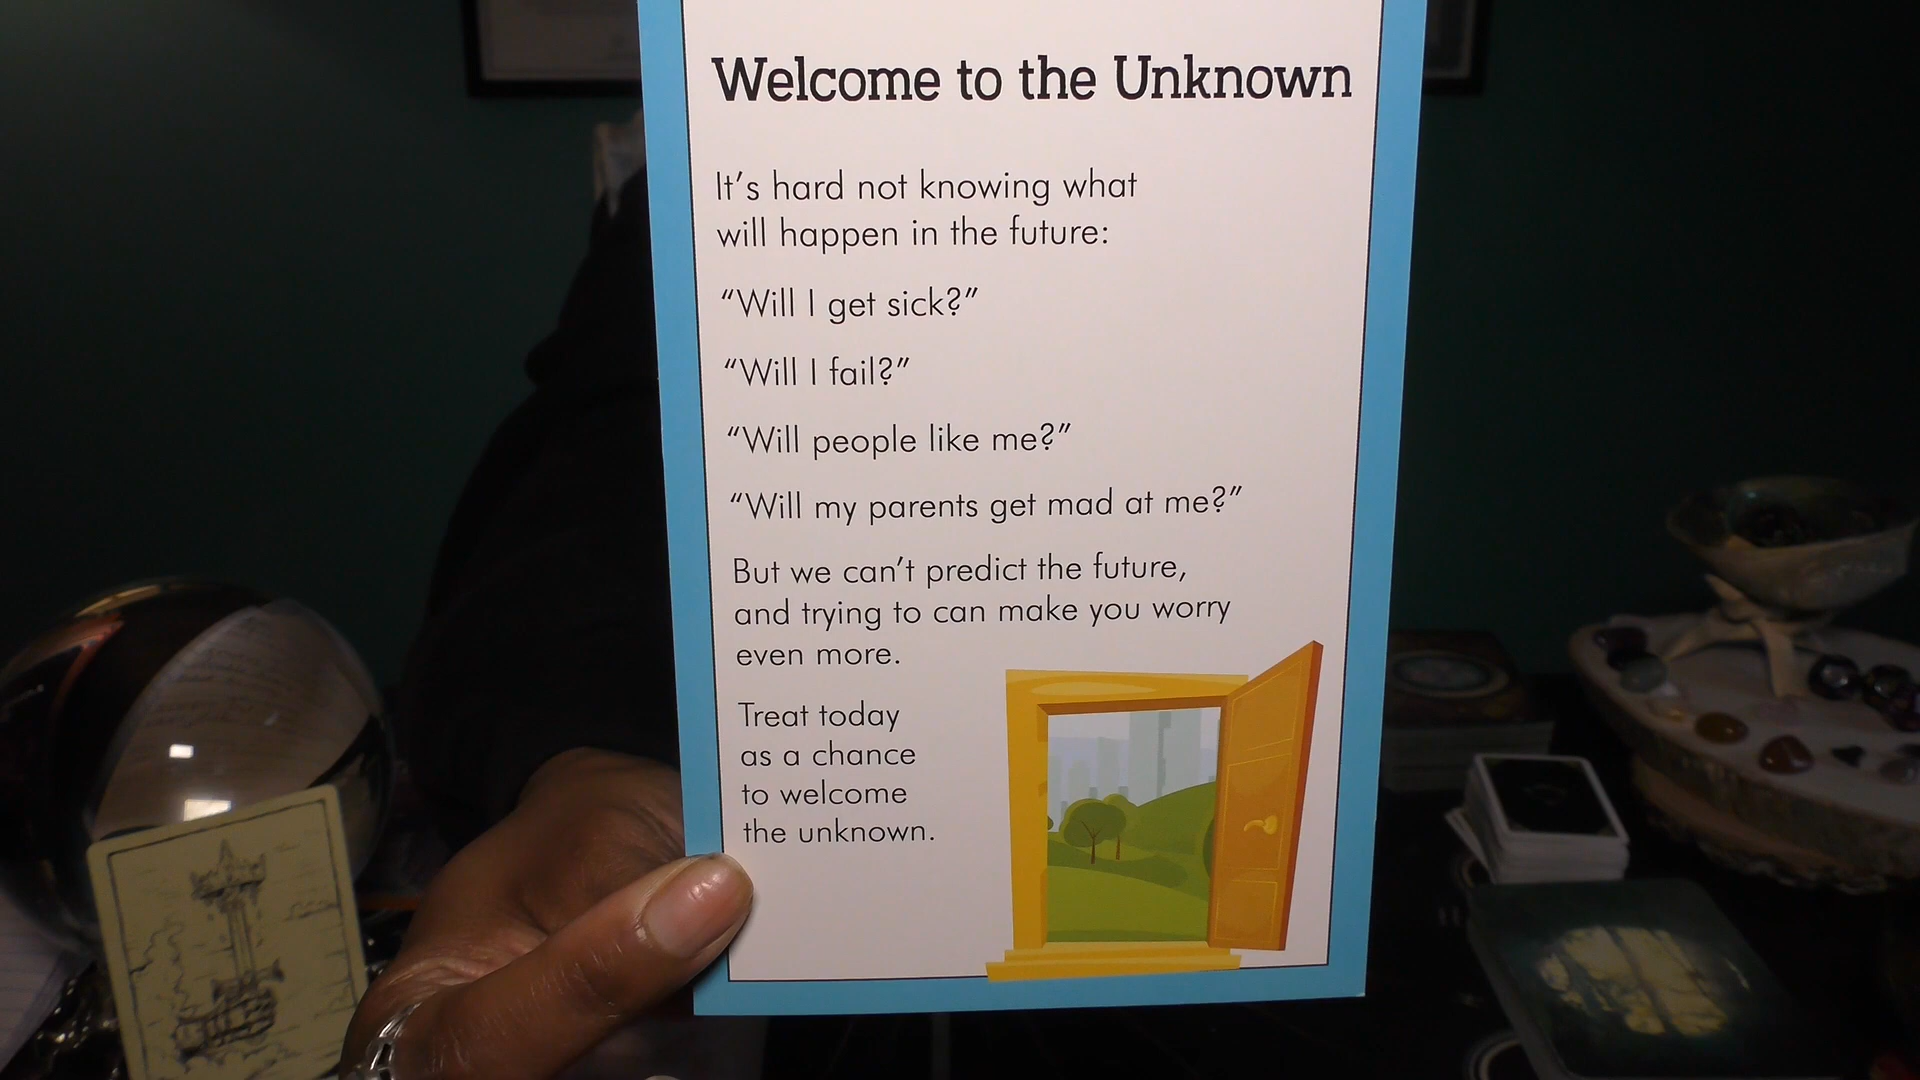 Welcome to the Unknown
It's hard not knowing what
will happen in the future:
“Will I get sick?”
“Will I fail?”
“Will people like me?”
“Will my parents get mad at me?”
But we can't predict the future,
and trying to can make you worry
even more.
Treat today
as a chance
to welcome
the unknown.